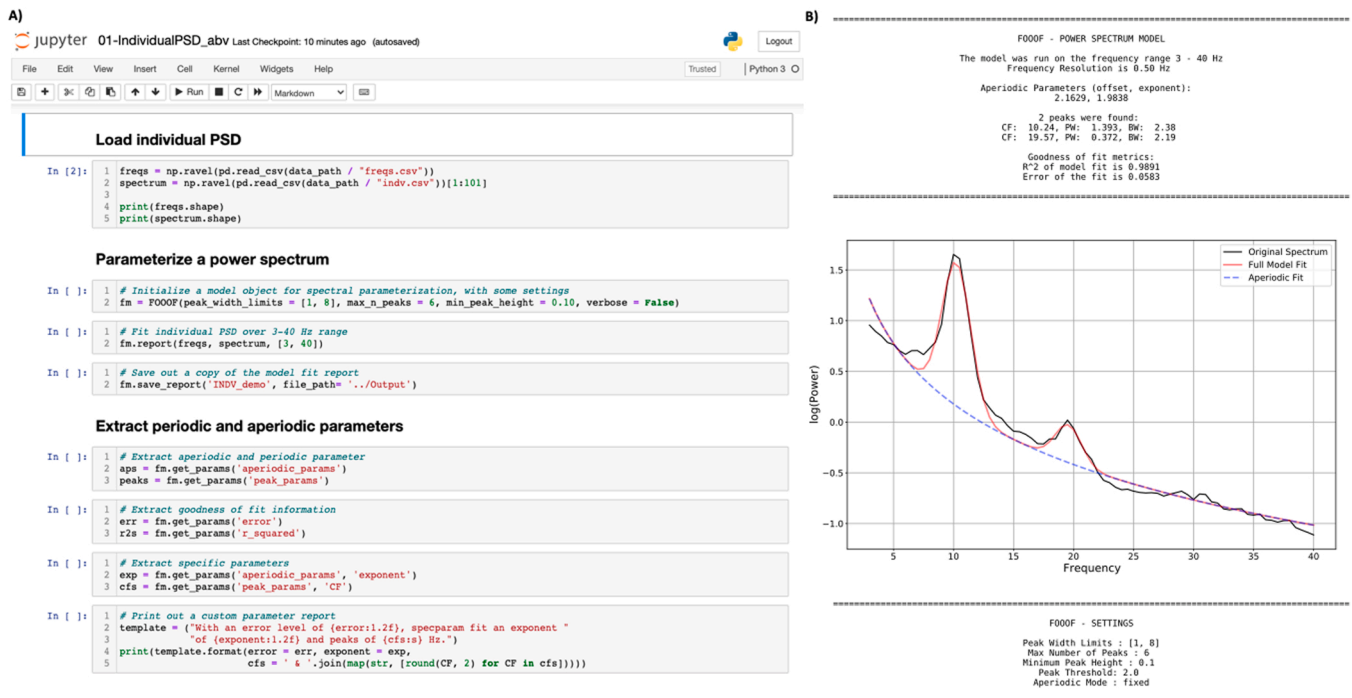 A)
jupyter 01-IndividualPSD_abv Last Checkpoint: 10 minutes ago (autosaved)
Logout
File Edit View Insert Cell Kernel Widgets Help
Trusted
Python 3
Run
Markdown
Load individual PSD
In [2]:
1 freqs = np.ravel(pd.read_csv(data_path / "freqs.csv"))
2 spectrum = np.ravel(pd.read_csv(data_path / "indv.csv"))[1:101]
3
4 print(freqs.shape)
5 print(spectrum.shape)
Parameterize a power spectrum
In [ ]:
1 # Initialize a model object for spectral parameterization, with some settings
2 fm = FOOOF(peak_width_limits = [1, 8], max_n_peaks = 6, min_peak_height = 0.10, verbose = False)
In [ ]:
1 # Fit individual PSD over 3-40 Hz range
2 fm.report(freqs, spectrum, [3, 40])
In [ ]:
1 # Save out a copy of the model fit report
2 fm.save_report('INDV_demo', file_path= '../Output')
Extract periodic and aperiodic parameters
In [ ]:
1 # Extract aperiodic and periodic parameter
2 aps = fm.get_params('aperiodic_params')
3 peaks = fm.get_params('peak_params')
In [ ]:
1 # Extract goodness of fit information
2 err = fm.get_params('error')
3 r2s = fm.get_params('r_squared')
In [ ]:
1 # Extract specific parameters
2 exp = fm.get_params('aperiodic_params', 'exponent')
3 cfs = fm.get_params('peak_params', 'CF')
In [ ]:
1 # Print out a custom parameter report
2 template = ("With an error level of {error:1.2f}, specparam fit an exponent "
3 "of {exponent:1.2f} and peaks of {cfs:s} Hz.")
4 print(template.format(error = err, exponent = exp,
5 cfs = ' & '.join(map(str, [round(CF, 2) for CF in cfs]))))
B)
==================================================
FOOOF - POWER SPECTRUM MODEL
The model was run on the frequency range 3 - 40 Hz
Frequency Resolution is 0.50 Hz
Aperiodic Parameters (offset, exponent):
2.1629, 1.9838
2 peaks were found:
CF: 10.24, PW: 1.393, BW: 2.38
CF: 19.57, PW: 0.372, BW: 2.19
Goodness of fit metrics:
R^2 of model fit is 0.9891
Error of the fit is 0.0583
==================================================
Original Spectrum
Full Model Fit
Aperiodic Fit
1.5
1.0
0.5
0.0
−0.5
−1.0
log(Power)
5 10 15 20 25 30 35 40
Frequency
==================================================
FOOOF - SETTINGS
Peak Width Limits : [1, 8]
Max Number of Peaks : 6
Minimum Peak Height : 0.1
Peak Threshold: 2.0
Aperiodic Mode : fixed